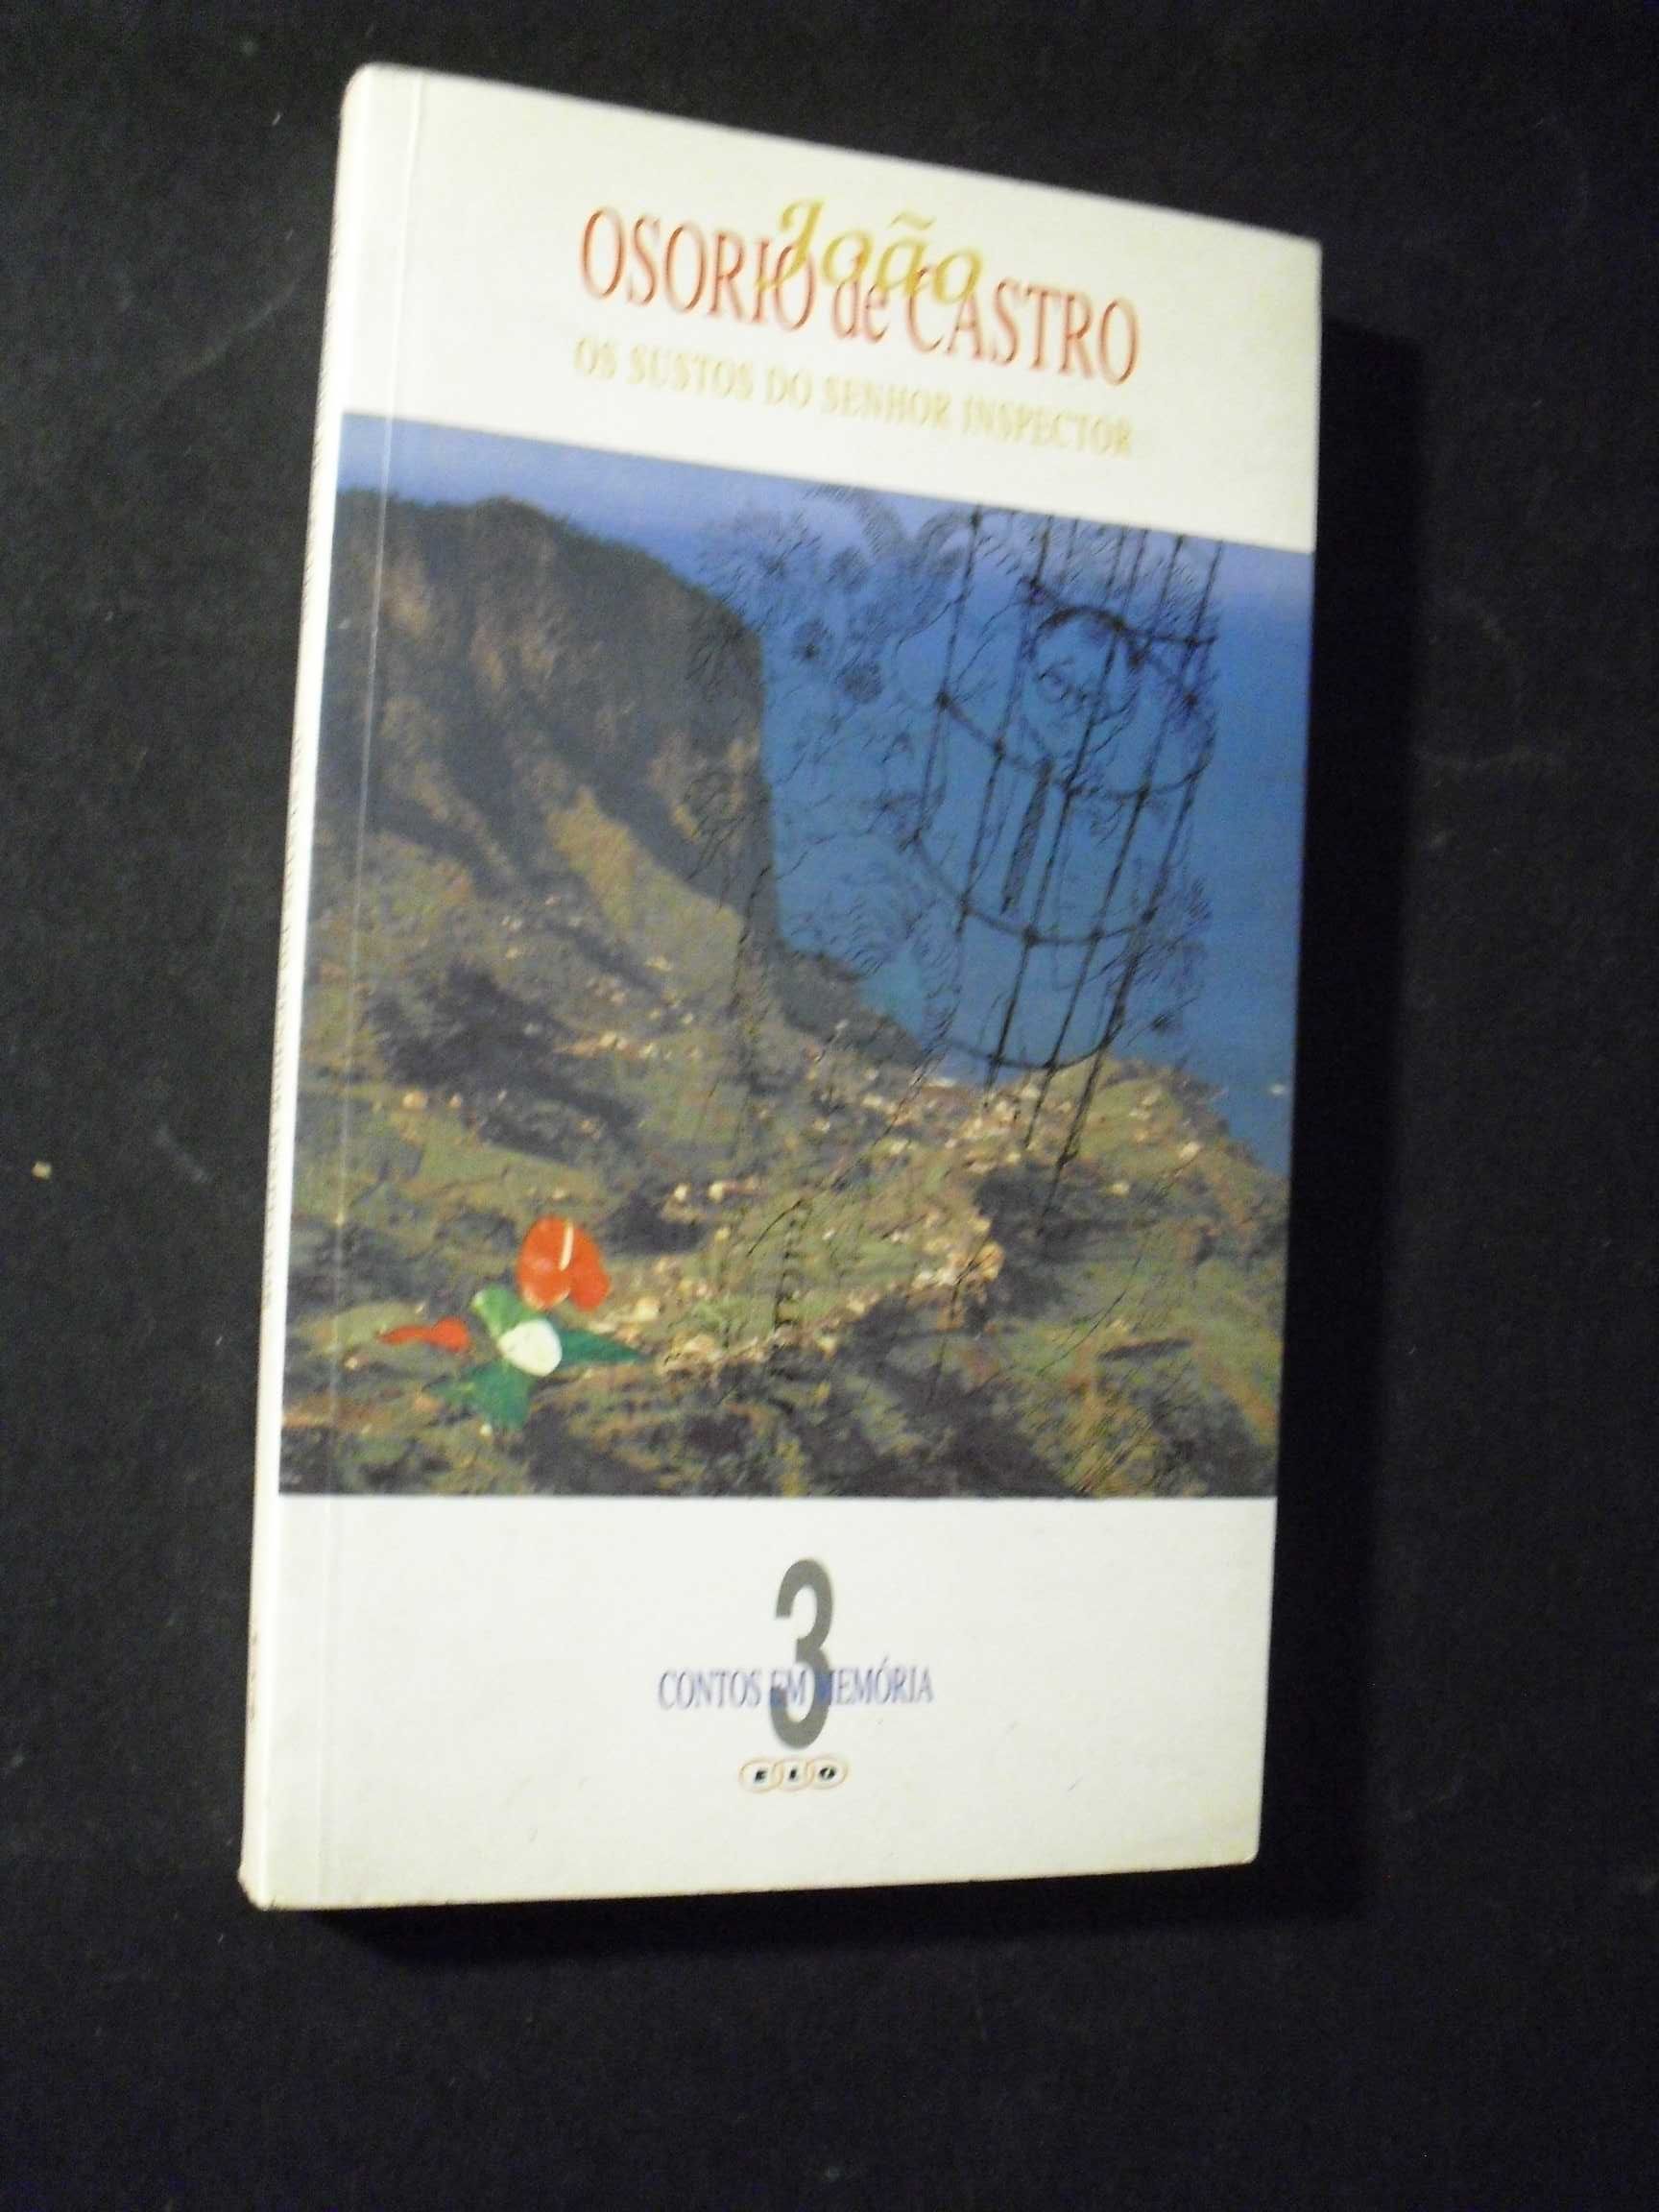 João
OSORIO de CASTRO
OS SUSTOS DO SENHOR INSPECTOR
3
CONTOS EM MEMÓRIA
ELO